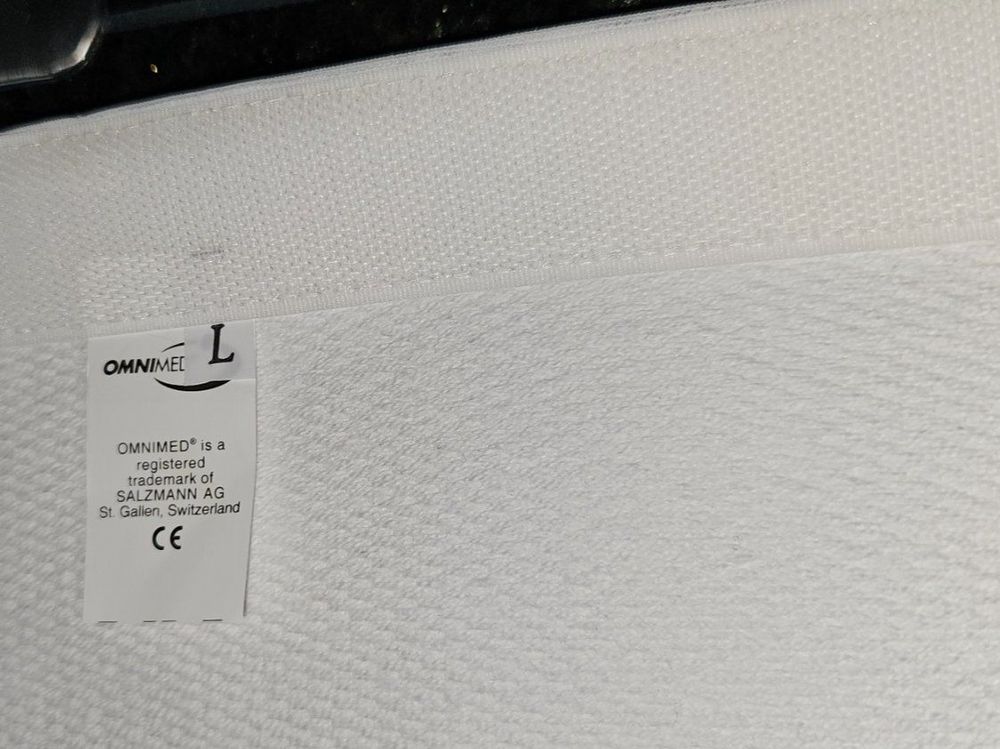 OMNIMED L
OMNIMED® is a
registered
trademark of
SALZMANN AG
St. Gallen, Switzerland
CE